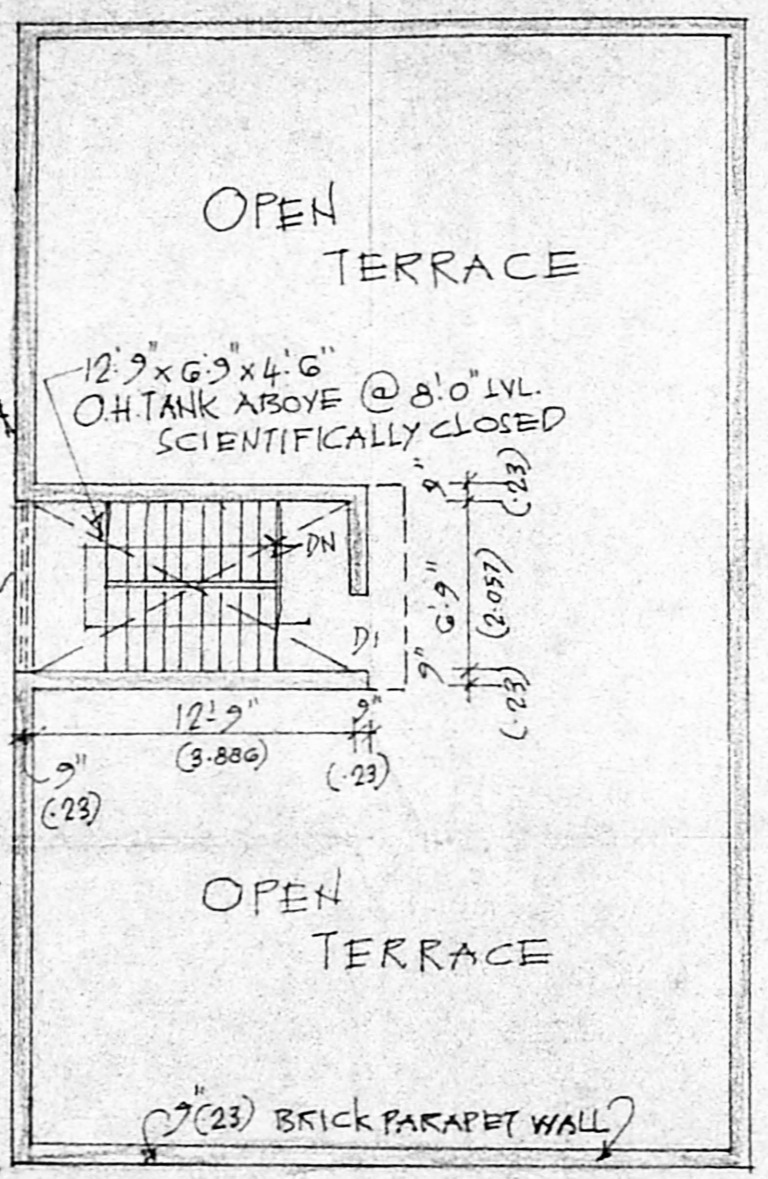 OPEN
TERRACE
12'.9"x6'.9"x4'.6"
O.H.TANK ABOVE @ 8'.0" LVL.
SCIENTIFICALLY CLOSED
9"
(.23)
DN
6'.9"
(2.057)
D1
9"
(.23)
12'-9"
(3.886)
9"
(.23)
9"
(.23)
OPEN
TERRACE
9"(23) BRICK PARAPET WALL